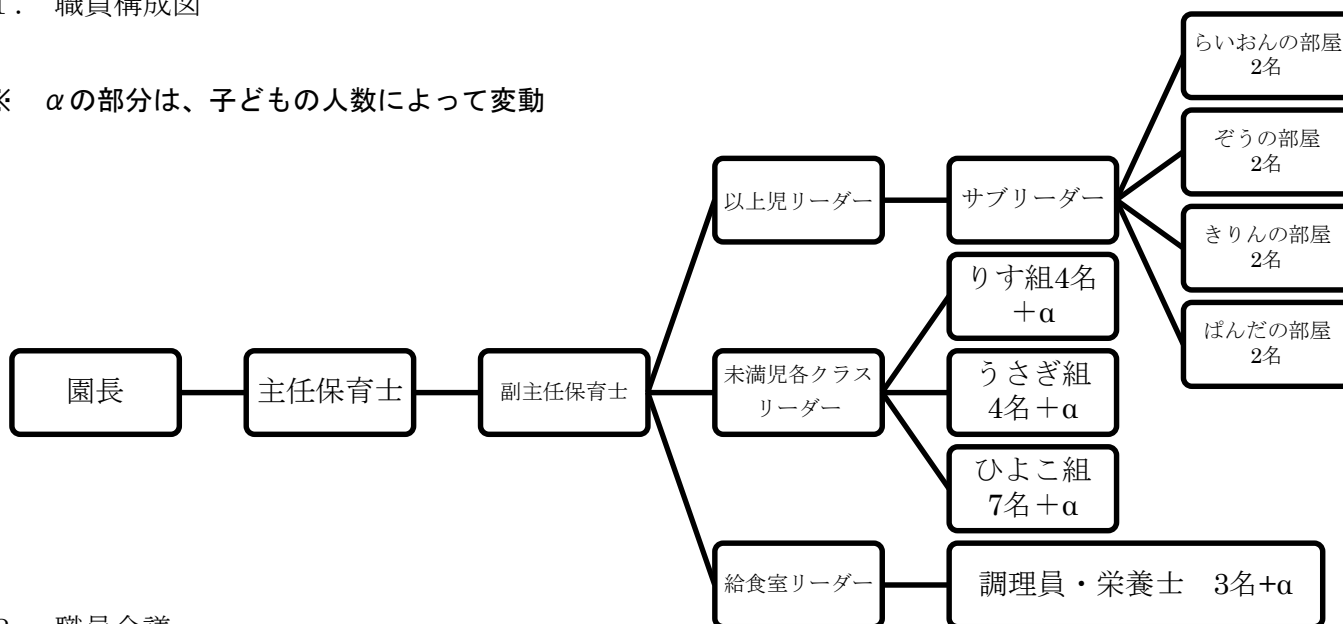 職員構成図
※ αの部分は、子どもの人数によって変動
らいおんの部屋
2名
ぞうの部屋
2名
きりんの部屋
2名
ぱんだの部屋
2名
以上児リーダー
サブリーダー
りす組4名
＋α
園長
主任保育士
副主任保育士
未満児各クラス
リーダー
うさぎ組
4名＋α
ひよこ組
7名＋α
給食室リーダー
調理員・栄養士　3名+α